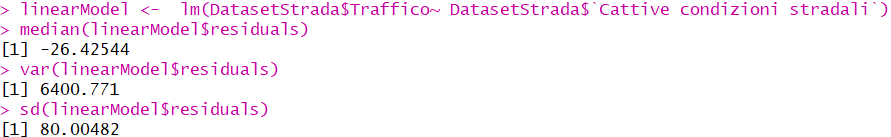 > linearModel <-  lm(DatasetStrada$Traffico~ DatasetStrada$`Cattive condizioni stradali`)
> median(linearModel$residuals)
[1] -26.42544
> var(linearModel$residuals)
[1] 6400.771
> sd(linearModel$residuals)
[1] 80.00482